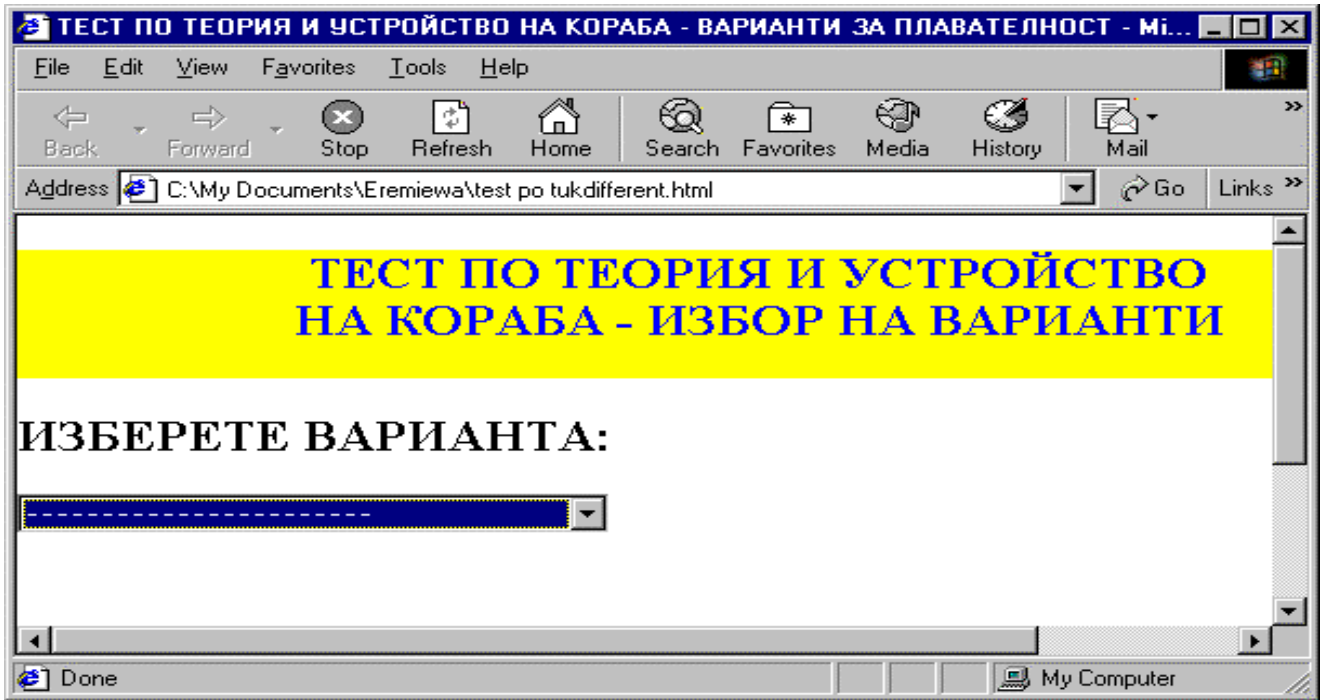 ТЕСТ ПО ТЕОРИЯ И УСТРОЙСТВО НА КОРАБА - ВАРИАНТИ ЗА ПЛАВАТЕЛНОСТ - Mi...
File Edit View Favorites Tools Help
Back Forward Stop Refresh Home Search Favorites Media History Mail »
Address C:\My Documents\Eremiewa\test po tukdifferent.html Go Links »
ТЕСТ ПО ТЕОРИЯ И УСТРОЙСТВО
НА КОРАБА - ИЗБОР НА ВАРИАНТИ
ИЗБЕРЕТЕ ВАРИАНТА:
-----------------------
Done My Computer